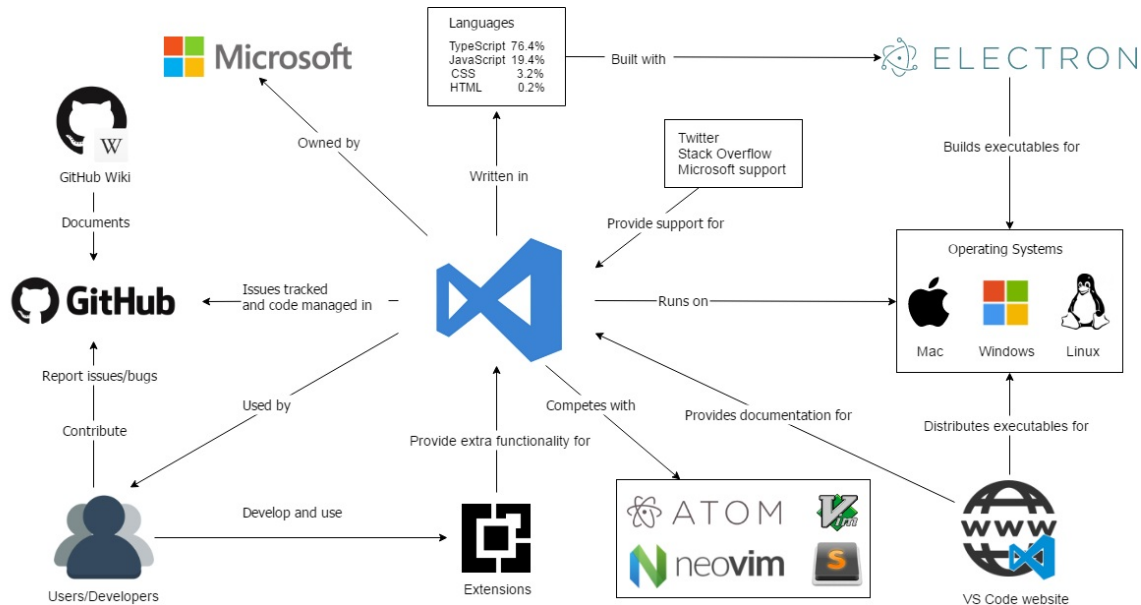 Microsoft
Languages
TypeScript 76.4%
JavaScript 19.4%
CSS 3.2%
HTML 0.2%
Built with
ELECTRON
W
GitHub Wiki
Owned by
Written in
Twitter
Stack Overflow
Microsoft support
Builds executables for
Documents
Provide support for
GitHub
Issues tracked
and code managed in
Runs on
Operating Systems
Mac
Windows
Linux
Report issues/bugs
Contribute
Used by
Provide extra functionality for
Competes with
Provides documentation for
Distributes executables for
Develop and use
ATOM
Vim
neovim
S
WWW
Users/Developers
Extensions
VS Code website